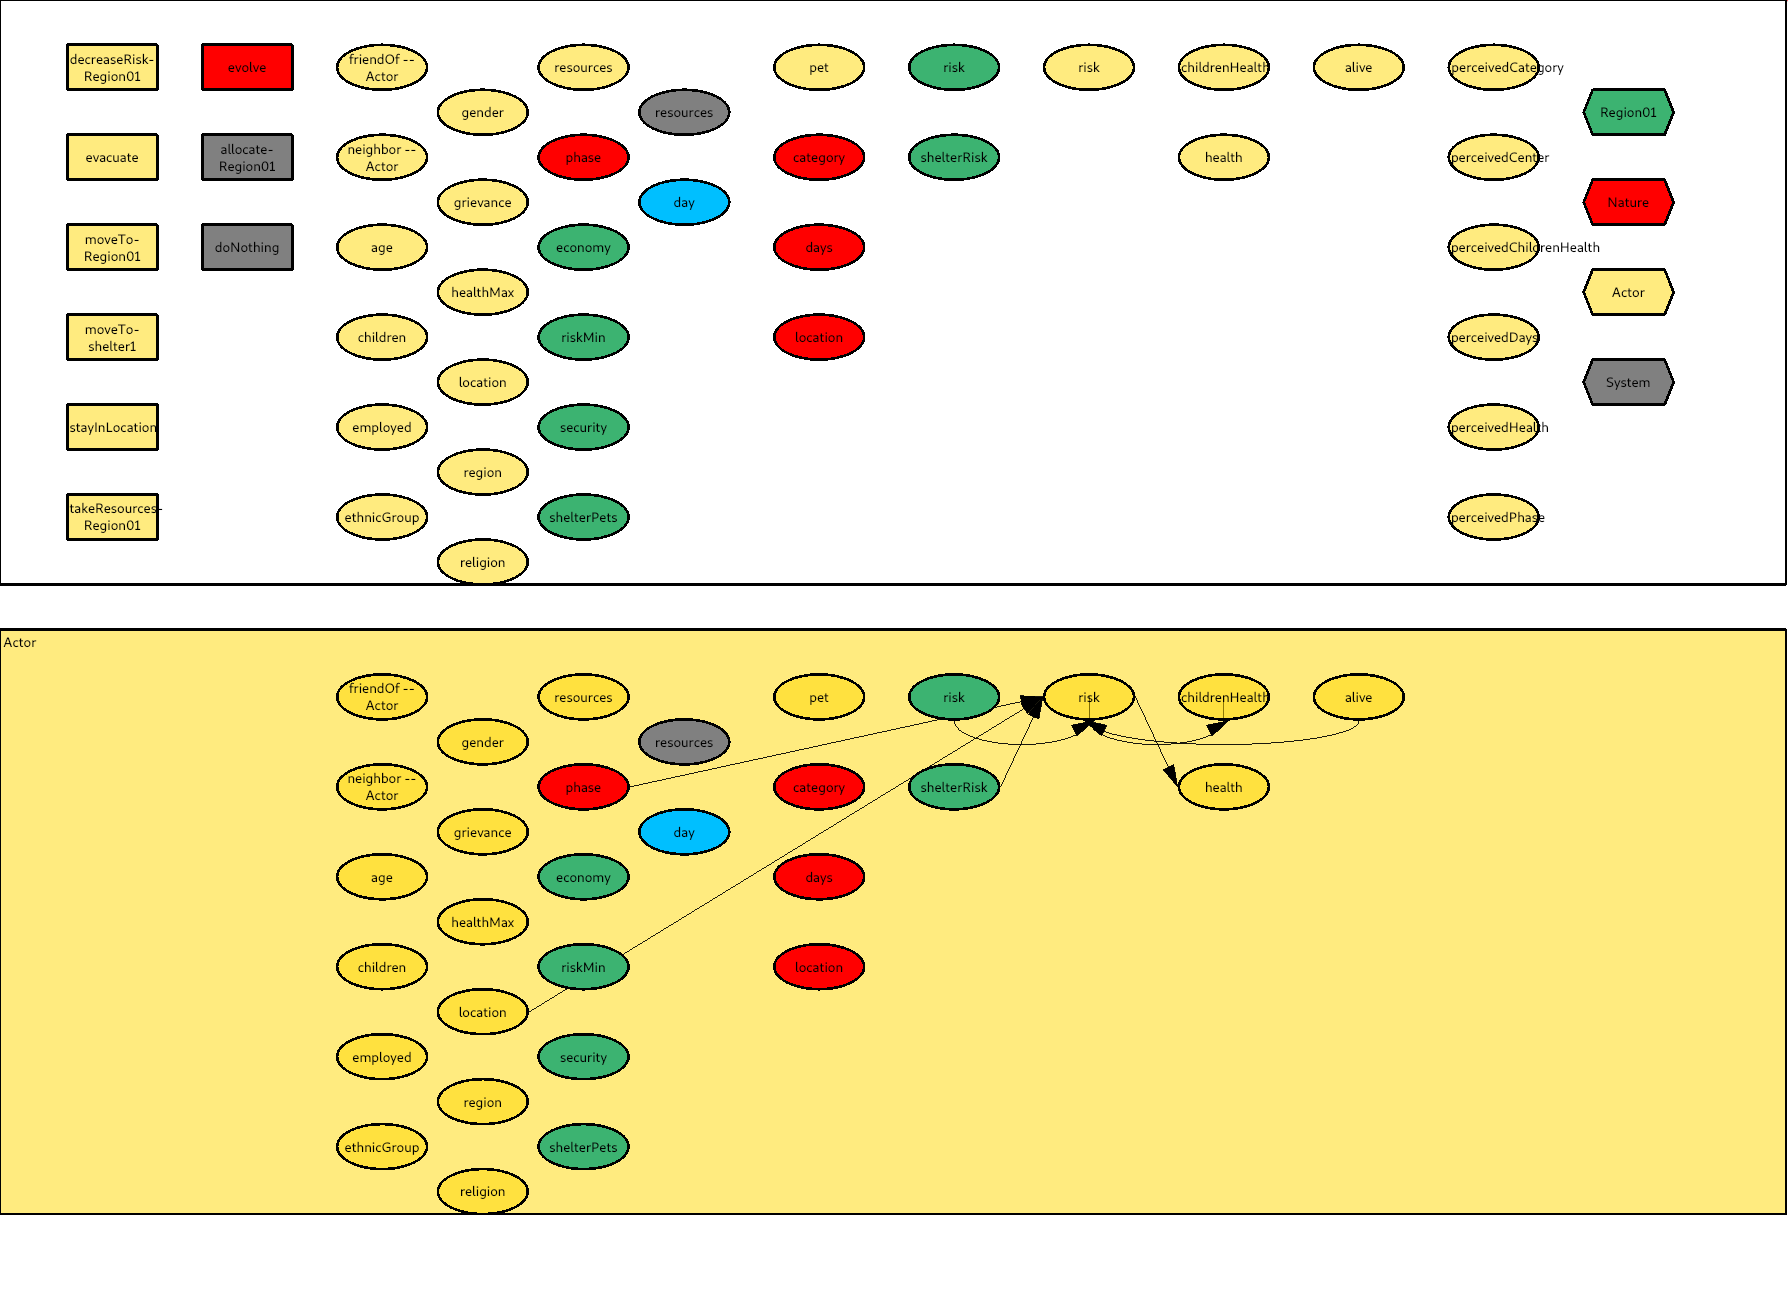 decreaseRisk-
Region01
evolve
friendOf --
Actor
resources
pet
risk
risk
childrenHealth
alive
perceivedCategory
gender
resources
Region01
evacuate
allocate-
Region01
neighbor --
Actor
phase
category
shelterRisk
health
perceivedCenter
grievance
day
Nature
moveTo-
Region01
doNothing
age
economy
days
perceivedChildrenHealth
healthMax
Actor
moveTo-
shelter1
children
riskMin
location
perceivedDays
location
System
stayInLocation
employed
security
perceivedHealth
region
takeResources-
Region01
ethnicGroup
shelterPets
perceivedPhase
religion
Actor
friendOf --
Actor
resources
pet
risk
risk
childrenHealth
alive
gender
resources
neighbor --
Actor
phase
category
shelterRisk
health
grievance
day
age
economy
days
healthMax
children
riskMin
location
location
employed
security
region
ethnicGroup
shelterPets
religion